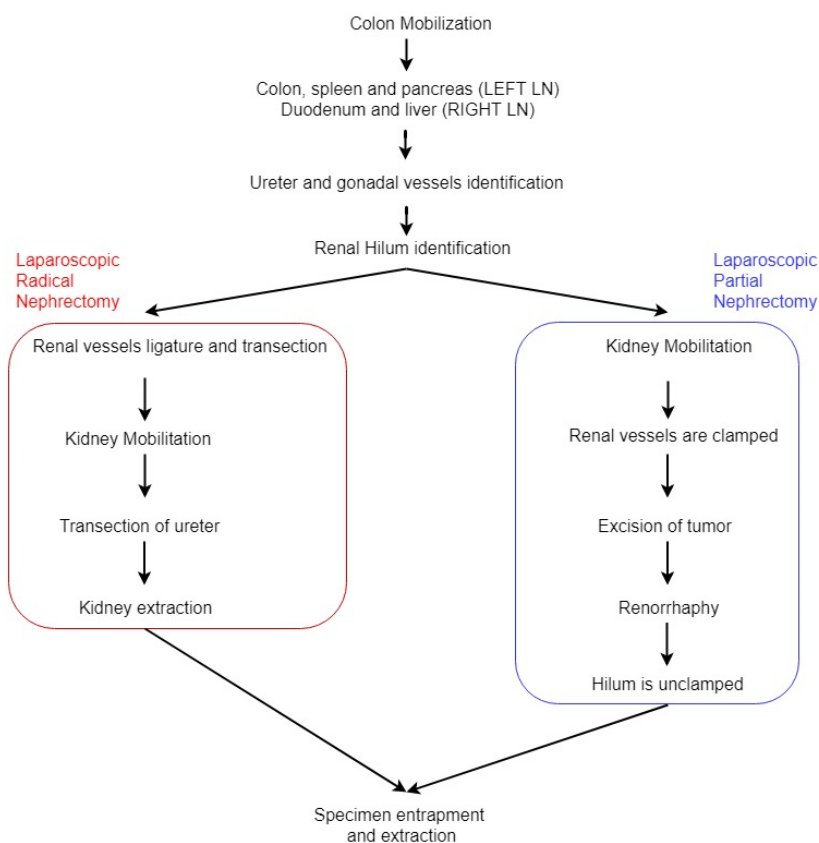 Colon Mobilization
Colon, spleen and pancreas (LEFT LN)
Duodenum and liver (RIGHT LN)
Ureter and gonadal vessels identification
Renal Hilum identification
Laparoscopic
Radical
Nephrectomy
Renal vessels ligature and transection
Kidney Mobilitation
Transection of ureter
Kidney extraction
Laparoscopic
Partial
Nephrectomy
Kidney Mobilitation
Renal vessels are clamped
Excision of tumor
Renorrhaphy
Hilum is unclamped
Specimen entrapment
and extraction